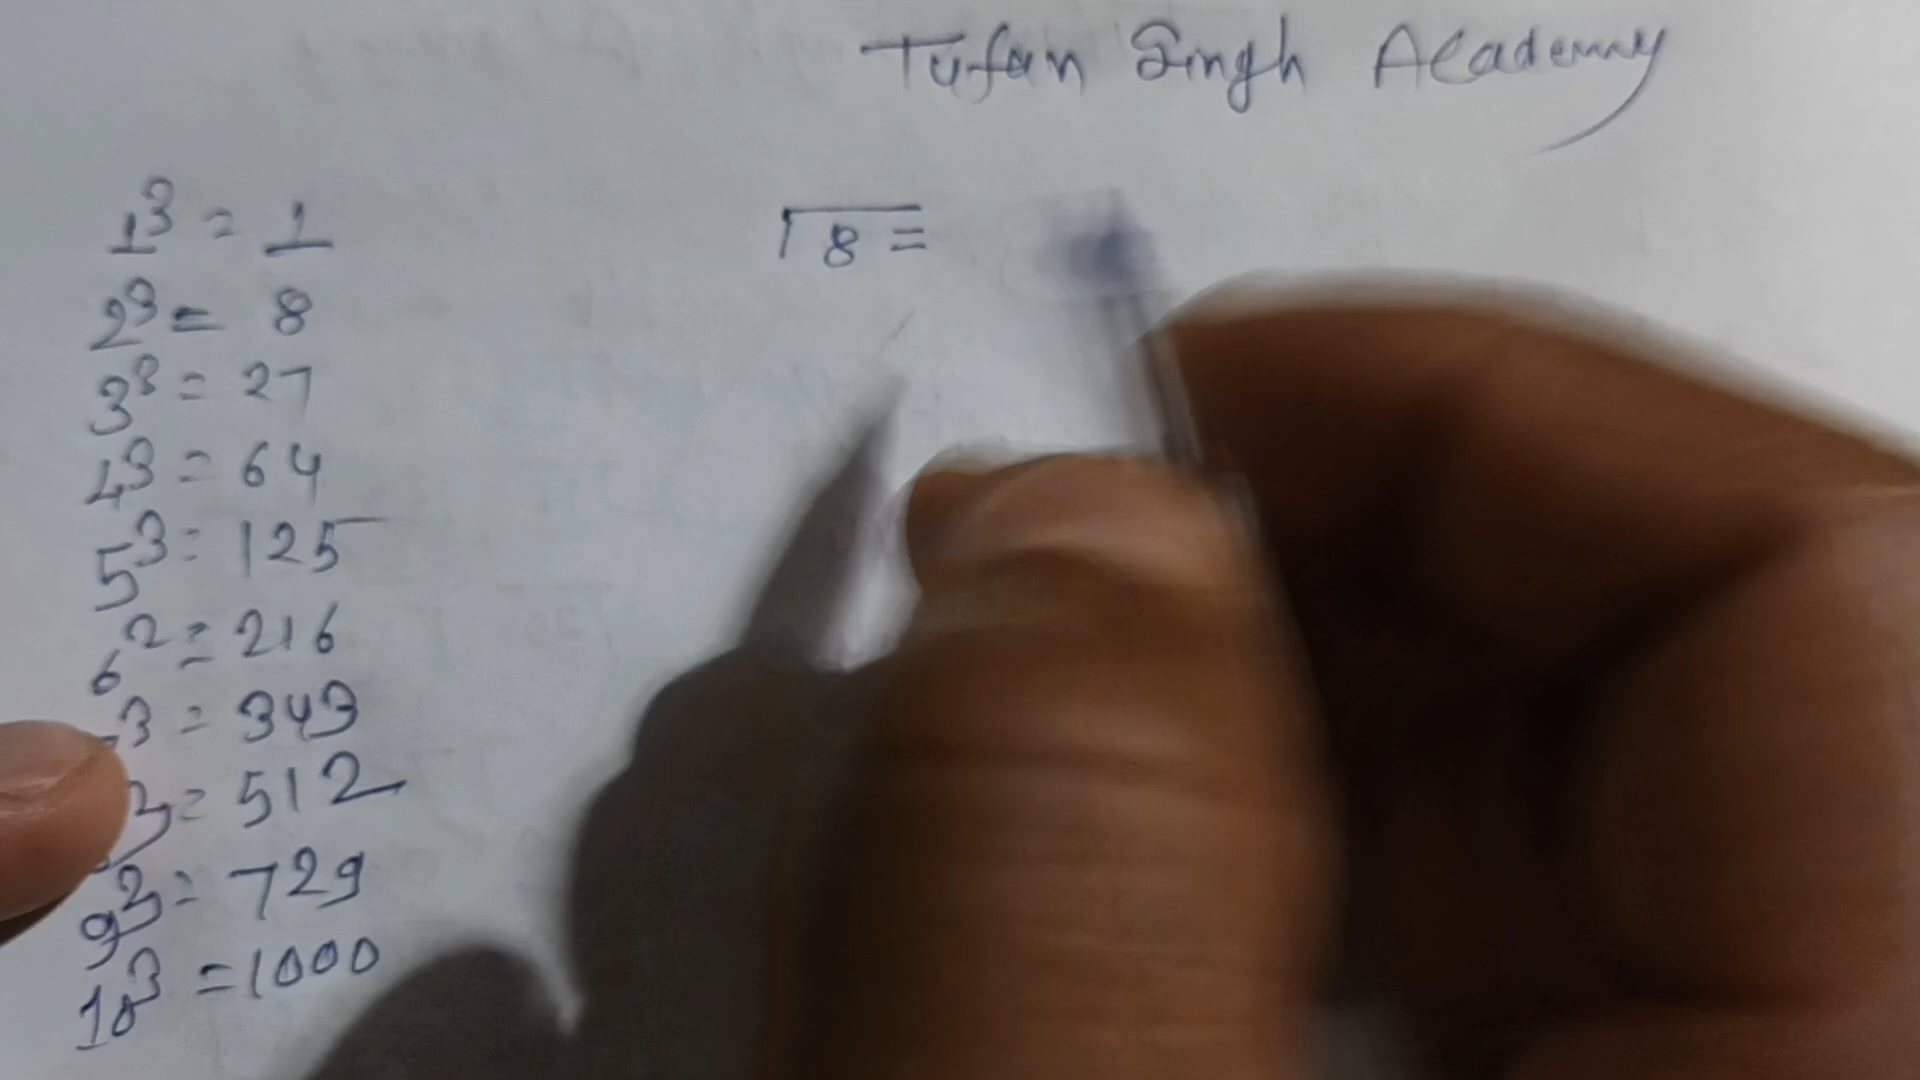 Tufan Singh Academy
1³ = 1
2³ = 8
3³ = 27
4³ = 64
5³ = 125
6² = 216
3 = 343
3 = 512
9³ = 729
10³ = 1000
√8 =